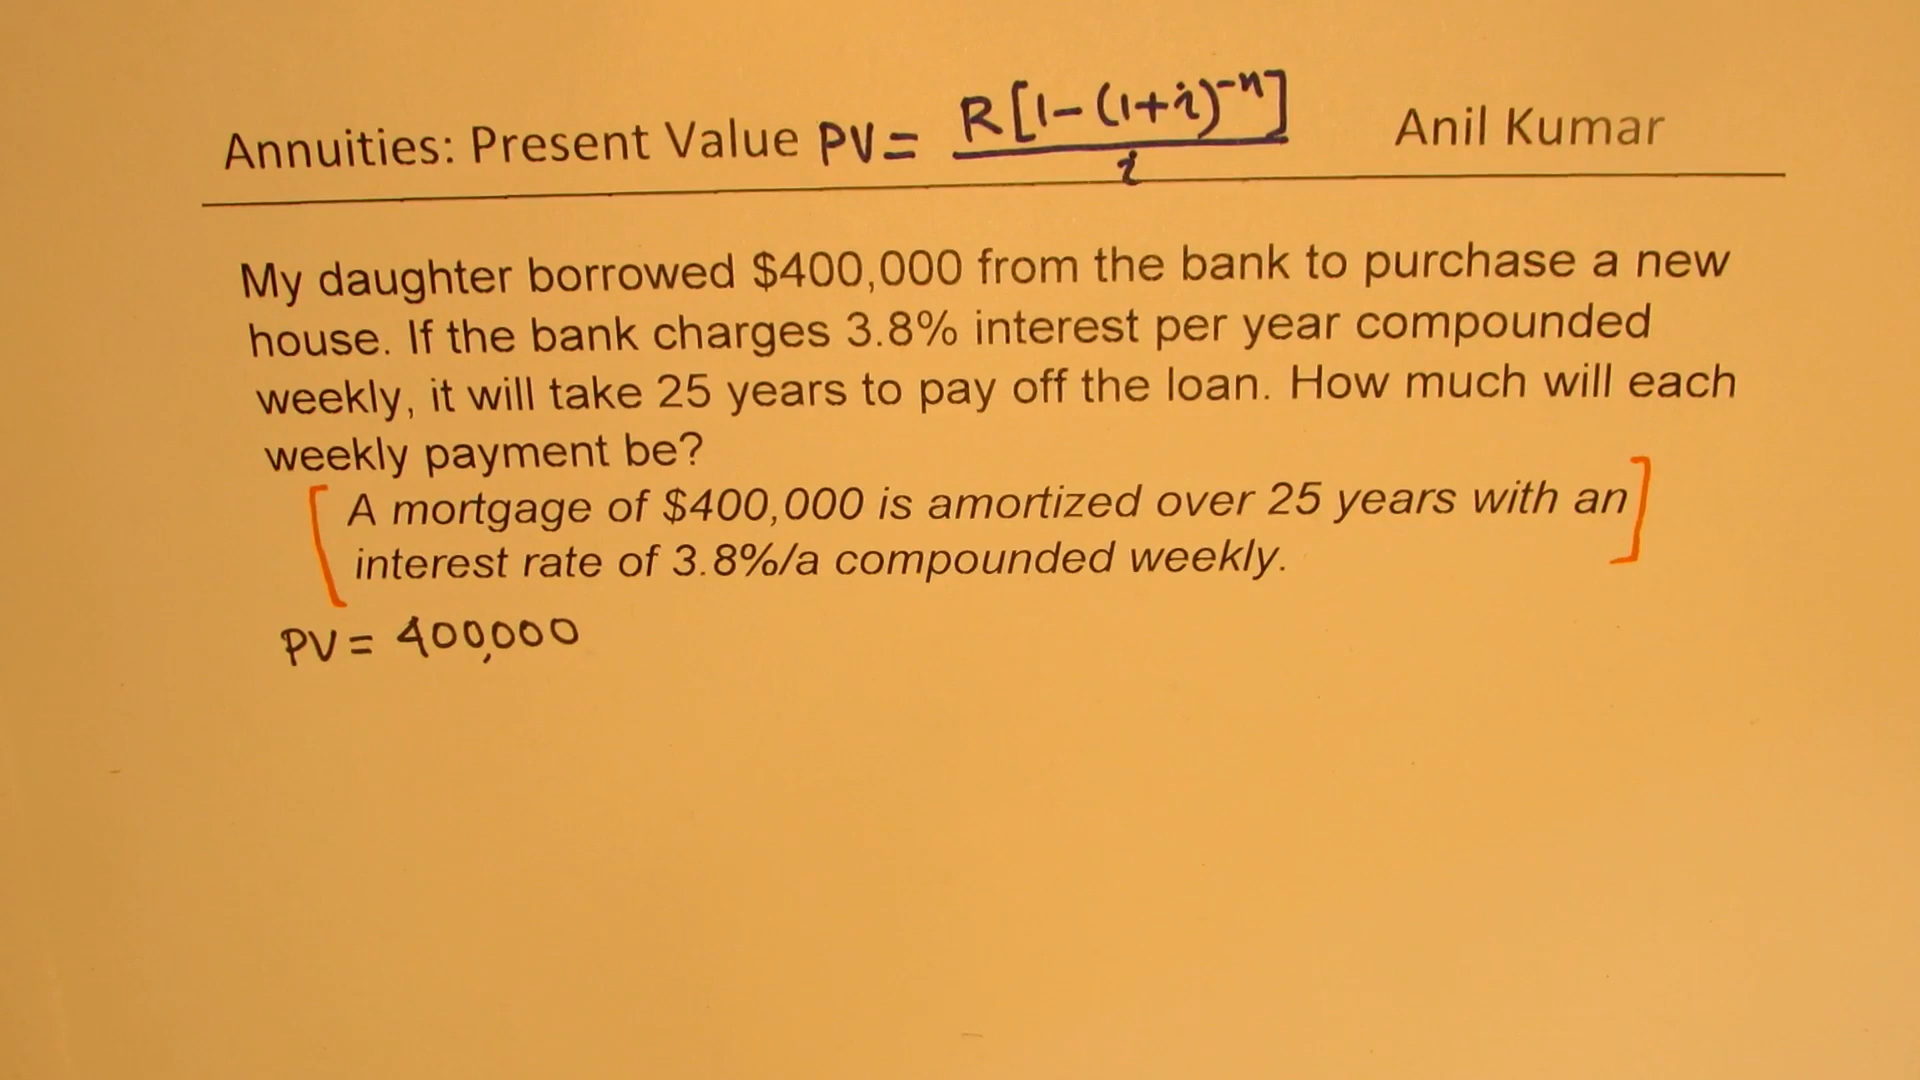 Annuities: Present Value PV = R[1-(1+i)^-n] / i Anil Kumar
My daughter borrowed $400,000 from the bank to purchase a new
house. If the bank charges 3.8% interest per year compounded
weekly, it will take 25 years to pay off the loan. How much will each
weekly payment be?
A mortgage of $400,000 is amortized over 25 years with an
interest rate of 3.8%/a compounded weekly.
PV = 400,000